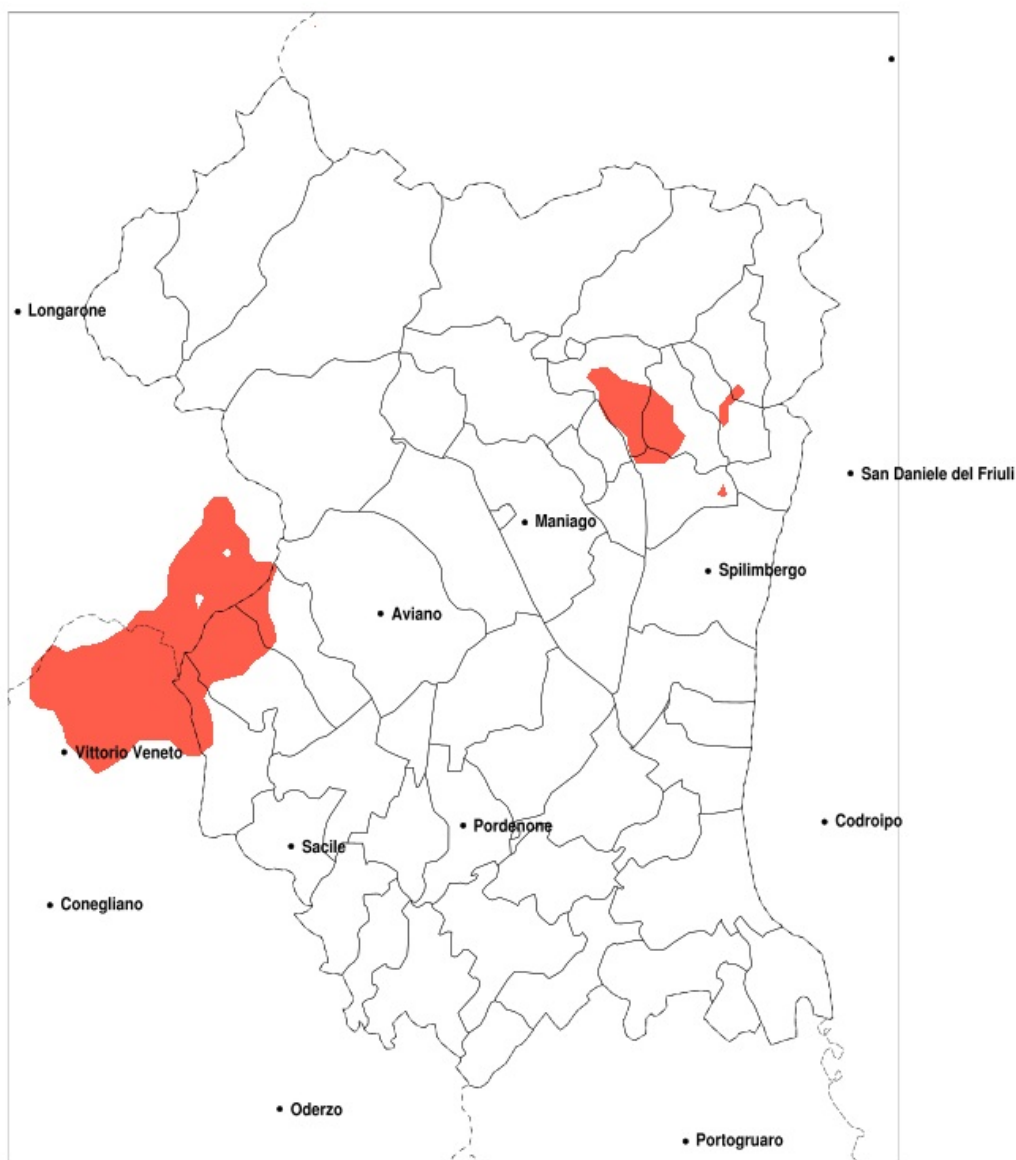 Longarone
San Daniele del Friuli
Maniago
Spilimbergo
Aviano
Vittorio Veneto
Codroipo
Pordenone
Sacile
Conegliano
Oderzo
Portogruaro